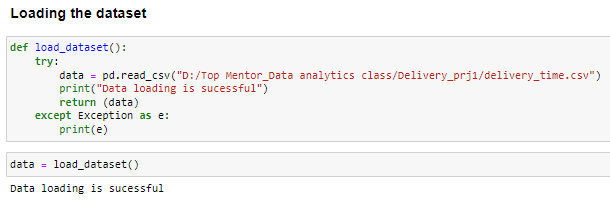 Loading the dataset
def load_dataset():
    try:
        data = pd.read_csv("D:/Top Mentor_Data analytics class/Delivery_prj1/delivery_time.csv")
        print("Data loading is sucessful")
        return (data)
    except Exception as e:
        print(e)
data = load_dataset()
Data loading is sucessful